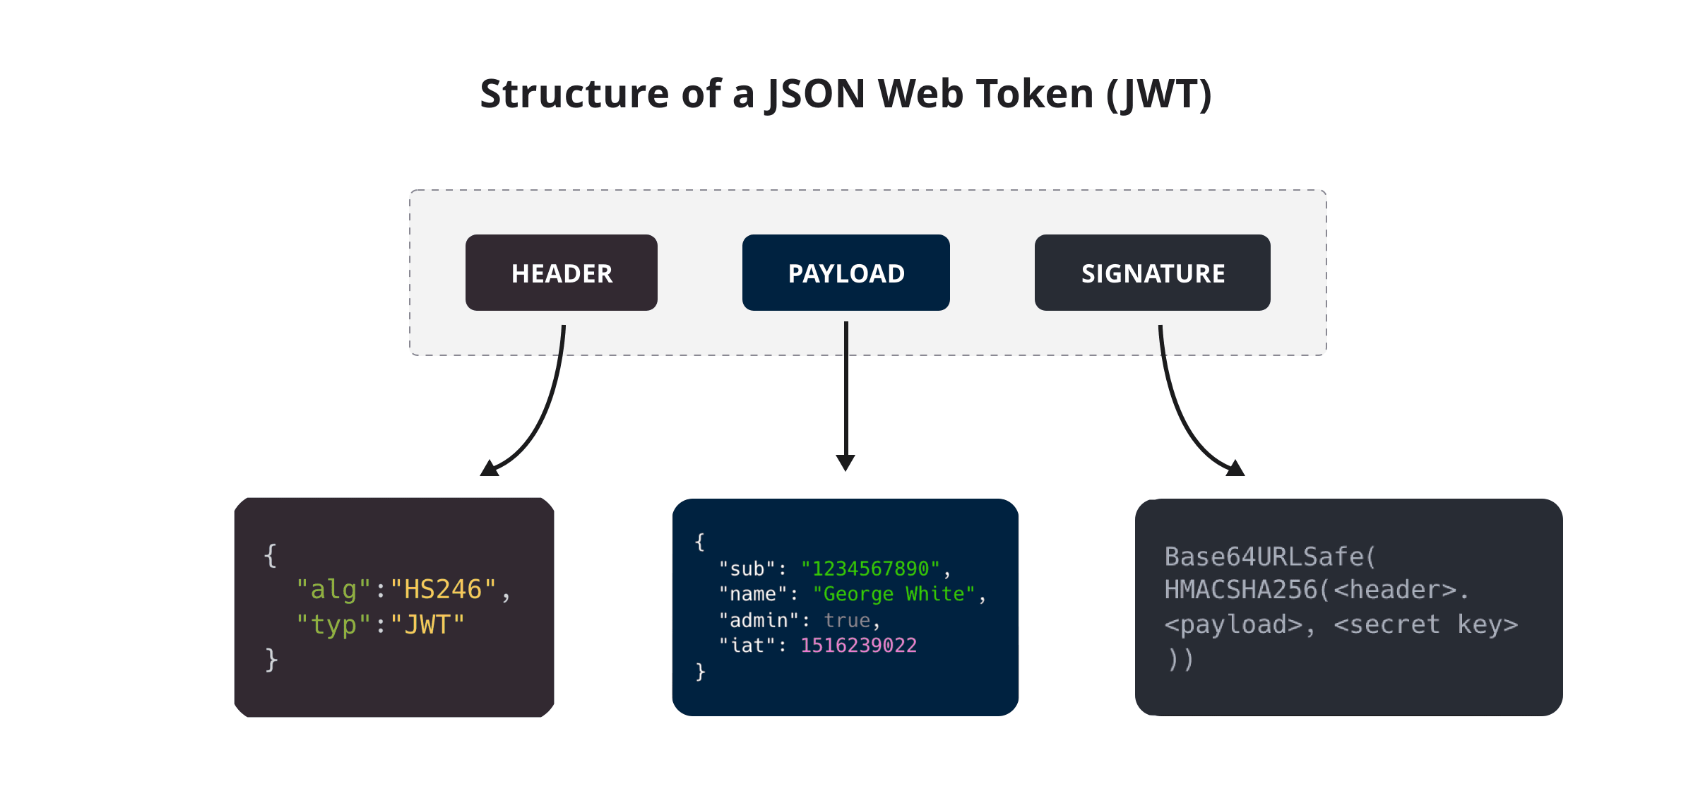 Structure of a JSON Web Token (JWT)
HEADER
PAYLOAD
SIGNATURE
{
"alg":"HS246",
"typ":"JWT"
}
{
"sub": "1234567890",
"name": "George White",
"admin": true,
"iat": 1516239022
}
Base64URLSafe(
HMACSHA256(<header>.
<payload>, <secret key>
))